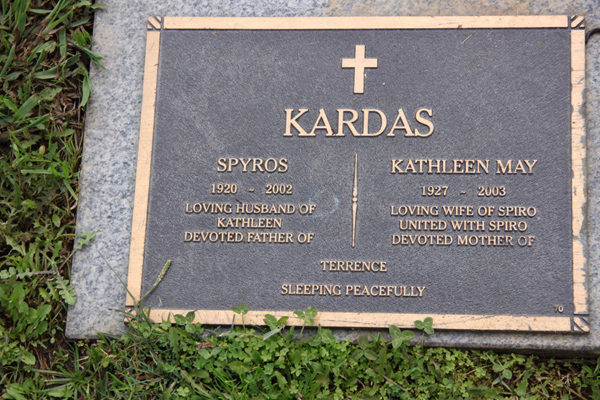 KARDAS
SPYROS
1920 - 2002
LOVING HUSBAND OF
KATHLEEN
DEVOTED FATHER OF
KATHLEEN MAY
1927 - 2003
LOVING WIFE OF SPIRO
UNITED WITH SPIRO
DEVOTED MOTHER OF
TERRENCE
SLEEPING PEACEFULLY
70